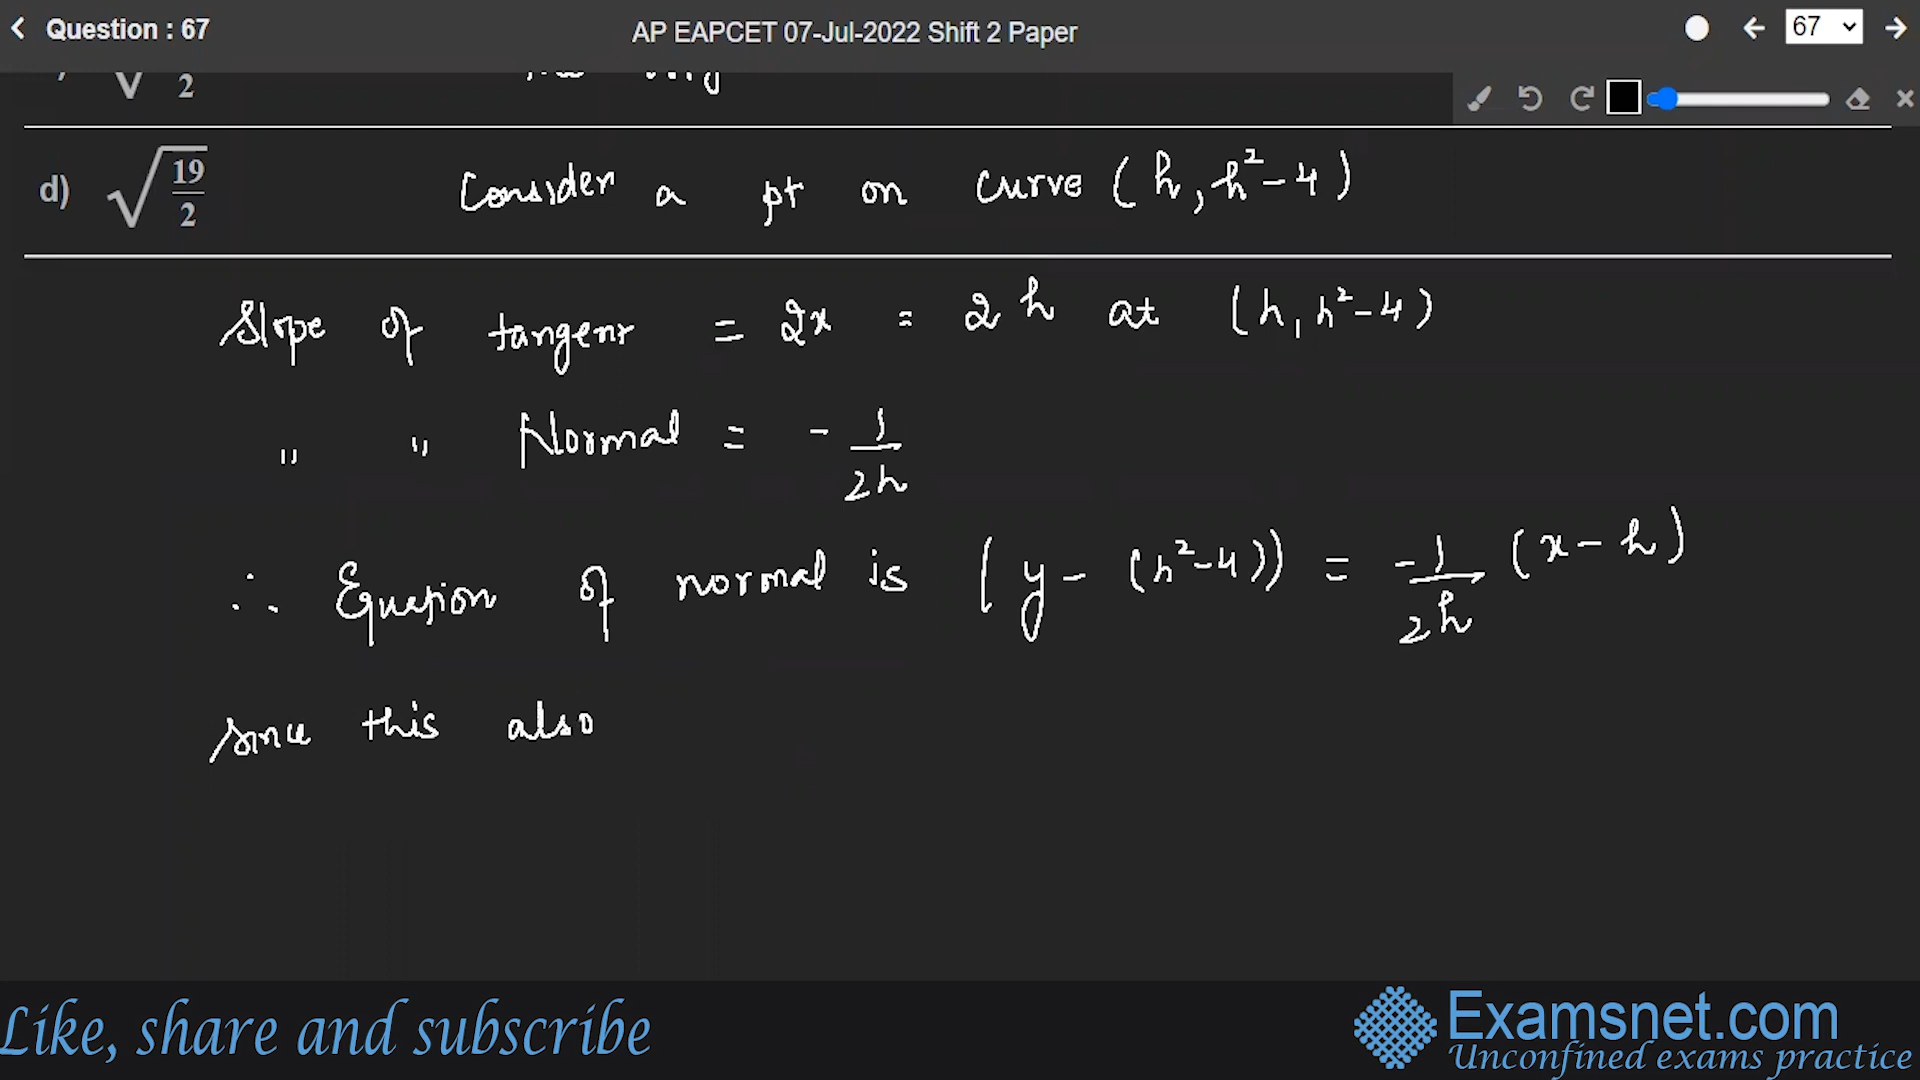 Question : 67
AP EAPCET 07-Jul-2022 Shift 2 Paper
67
√ 2
d) √(19/2)
Consider a pt on curve (h, h²-4)
Slope of tangent = 2x = 2h at (h, h²-4)
" " Normal = - 1/2h
∴ Equation of normal is (y - (h²-4)) = -1/2h (x - h)
Since this also
Like, share and subscribe
Examsnet.com
Unconfined exams practice